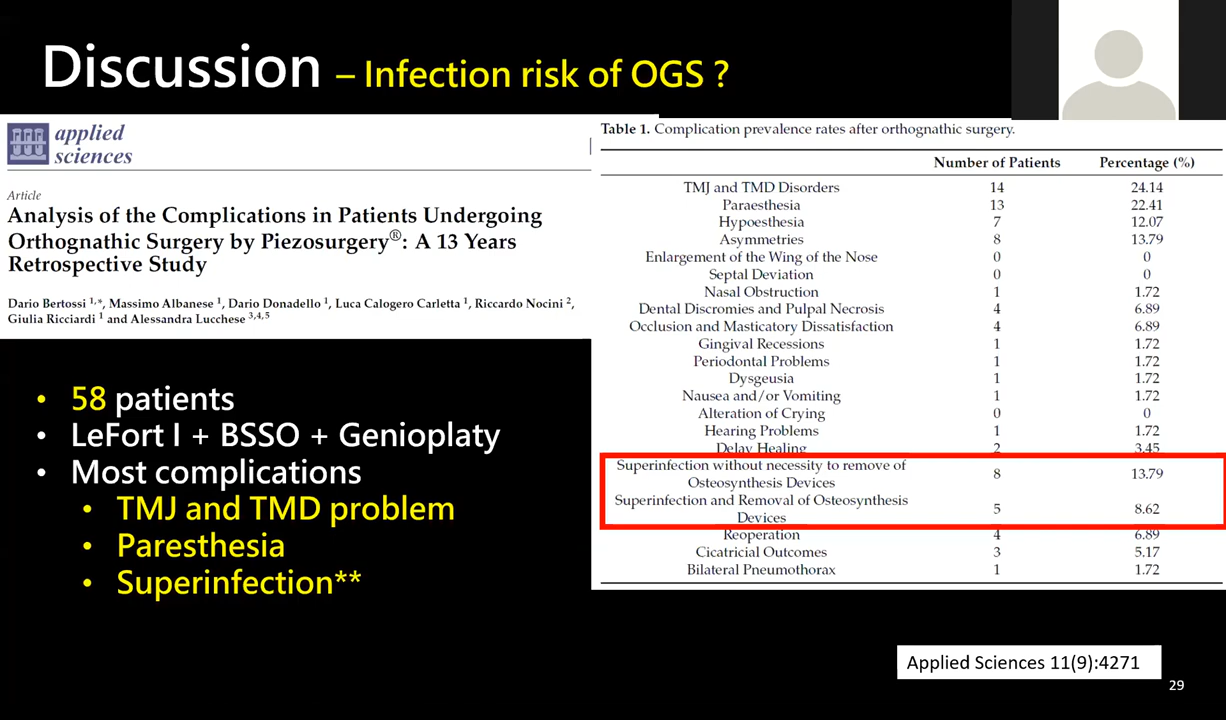 Discussion – Infection risk of OGS ?
applied
sciences
Article
Analysis of the Complications in Patients Undergoing
Orthognathic Surgery by Piezosurgery®: A 13 Years
Retrospective Study
Dario Bertossi 1,*, Massimo Albanese 1, Dario Donadello 1, Luca Calogero Carletta 1, Riccardo Nocini 2,
Giulia Ricciardi 1 and Alessandra Lucchese 3,4,5
• 58 patients
• LeFort I + BSSO + Genioplaty
• Most complications
• TMJ and TMD problem
• Paresthesia
• Superinfection**
Table 1. Complication prevalence rates after orthognathic surgery.
Number of Patients Percentage (%)
TMJ and TMD Disorders 14 24.14
Paraesthesia 13 22.41
Hypoesthesia 7 12.07
Asymmetries 8 13.79
Enlargement of the Wing of the Nose 0 0
Septal Deviation 0 0
Nasal Obstruction 1 1.72
Dental Discromies and Pulpal Necrosis 4 6.89
Occlusion and Masticatory Dissatisfaction 4 6.89
Gingival Recessions 1 1.72
Periodontal Problems 1 1.72
Dysgeusia 1 1.72
Nausea and/or Vomiting 1 1.72
Alteration of Crying 0 0
Hearing Problems 1 1.72
Delay Healing 2 3.45
Superinfection without necessity to remove of
Osteosynthesis Devices 8 13.79
Superinfection and Removal of Osteosynthesis
Devices 5 8.62
Reoperation 4 6.89
Cicatricial Outcomes 3 5.17
Bilateral Pneumothorax 1 1.72
Applied Sciences 11(9):4271
29